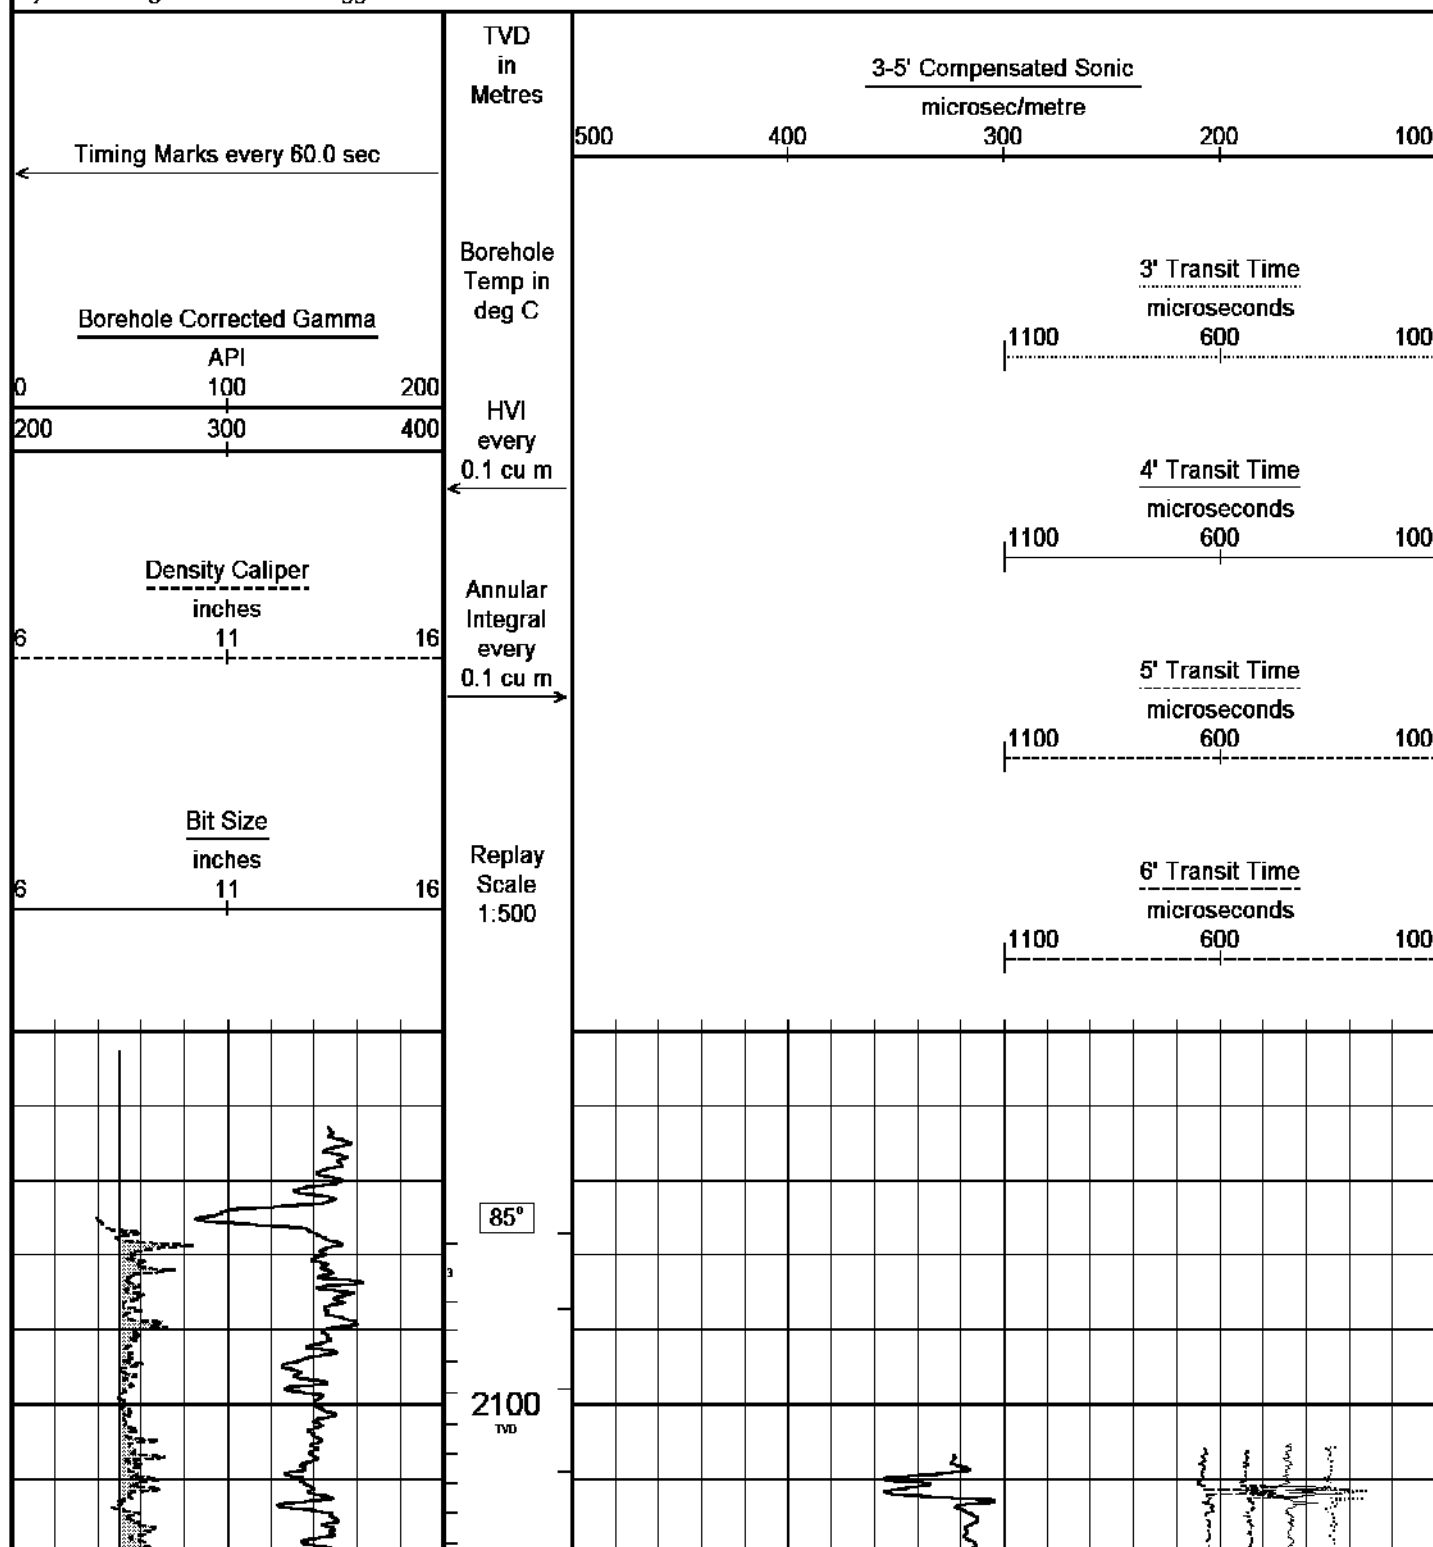 Timing Marks every 60.0 sec
Borehole Corrected Gamma
API
0 100 200
200 300 400
Density Caliper
inches
6 11 16
Bit Size
inches
6 11 16
TVD
in
Metres
Borehole
Temp in
deg C
HVI
every
0.1 cu m
Annular
Integral
every
0.1 cu m
Replay
Scale
1:500
3-5' Compensated Sonic
microsec/metre
500 400 300 200 100
3' Transit Time
microseconds
1100 600 100
4' Transit Time
microseconds
1100 600 100
5' Transit Time
microseconds
1100 600 100
6' Transit Time
microseconds
1100 600 100
85°
3
2100
TVD